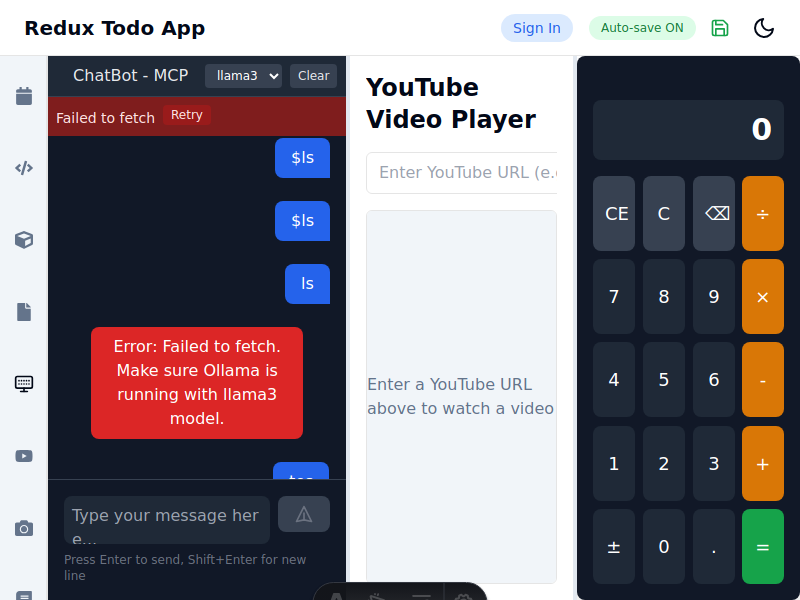 Redux Todo App
Sign In
Auto-save ON
ChatBot - MCP
llama3
Clear
Failed to fetch
Retry
$ls
$ls
ls
Error: Failed to fetch.
Make sure Ollama is
running with llama3
model.
Type your message her
e...
Press Enter to send, Shift+Enter for new
line
YouTube
Video Player
Enter YouTube URL (e.
Enter a YouTube URL
above to watch a video
0
CE C ⌫ ÷
7 8 9 ×
4 5 6 -
1 2 3 +
± 0 . =